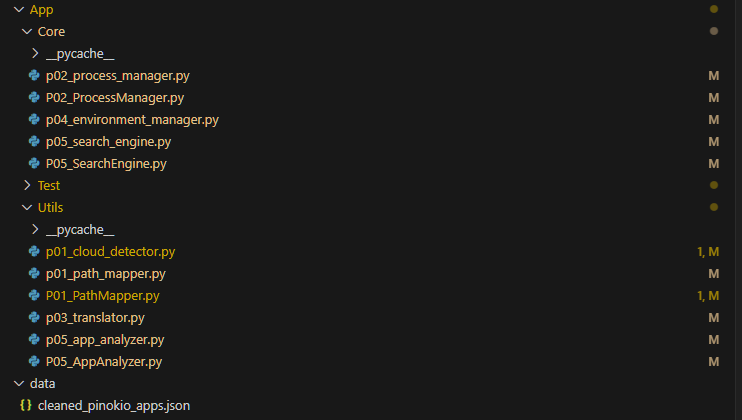 App
Core
__pycache__
p02_process_manager.py M
P02_ProcessManager.py M
p04_environment_manager.py M
p05_search_engine.py M
P05_SearchEngine.py M
Test
Utils
__pycache__
p01_cloud_detector.py 1, M
p01_path_mapper.py M
P01_PathMapper.py 1, M
p03_translator.py M
p05_app_analyzer.py M
P05_AppAnalyzer.py M
data
{} cleaned_pinokio_apps.json